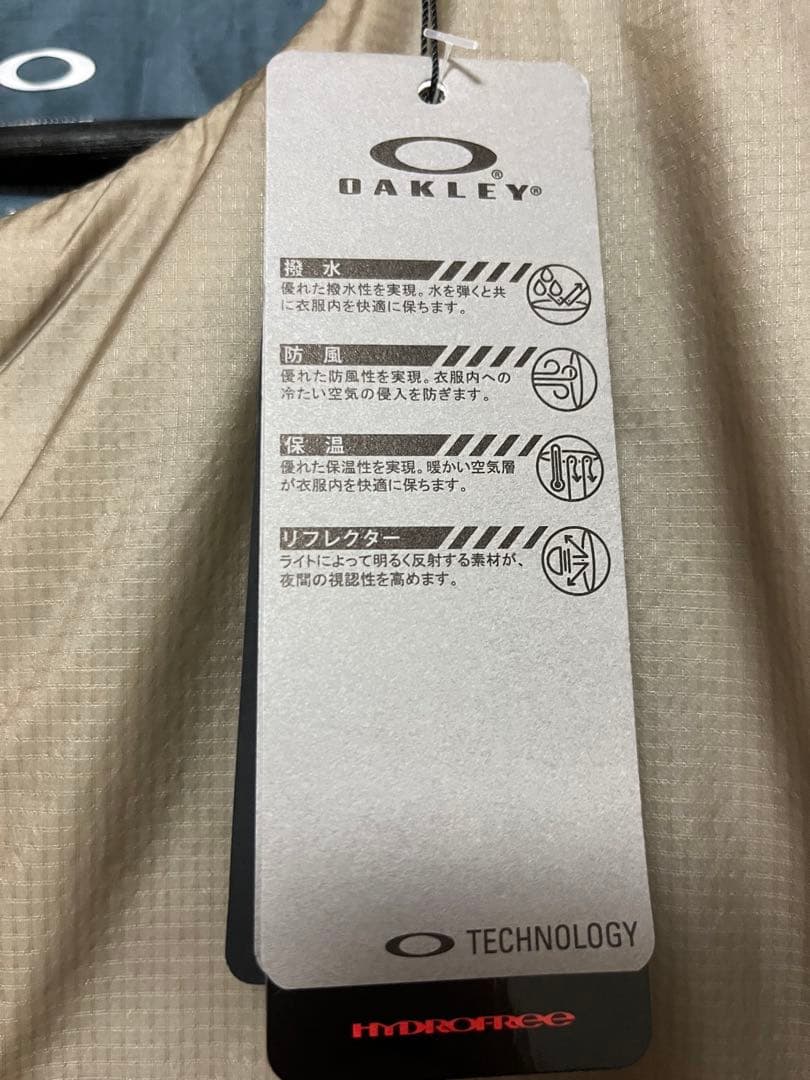 OAKLEY®
撥水
優れた撥水性を実現。水を弾くと共
に衣服内を快適に保ちます。
防風
優れた防風性を実現。衣服内への
冷たい空気の侵入を防ぎます。
保温
優れた保温性を実現。暖かい空気層
が衣服内を快適に保ちます。
リフレクター
ライトによって明るく反射する素材が、
夜間の視認性を高めます。
TECHNOLOGY
HYDROFREE